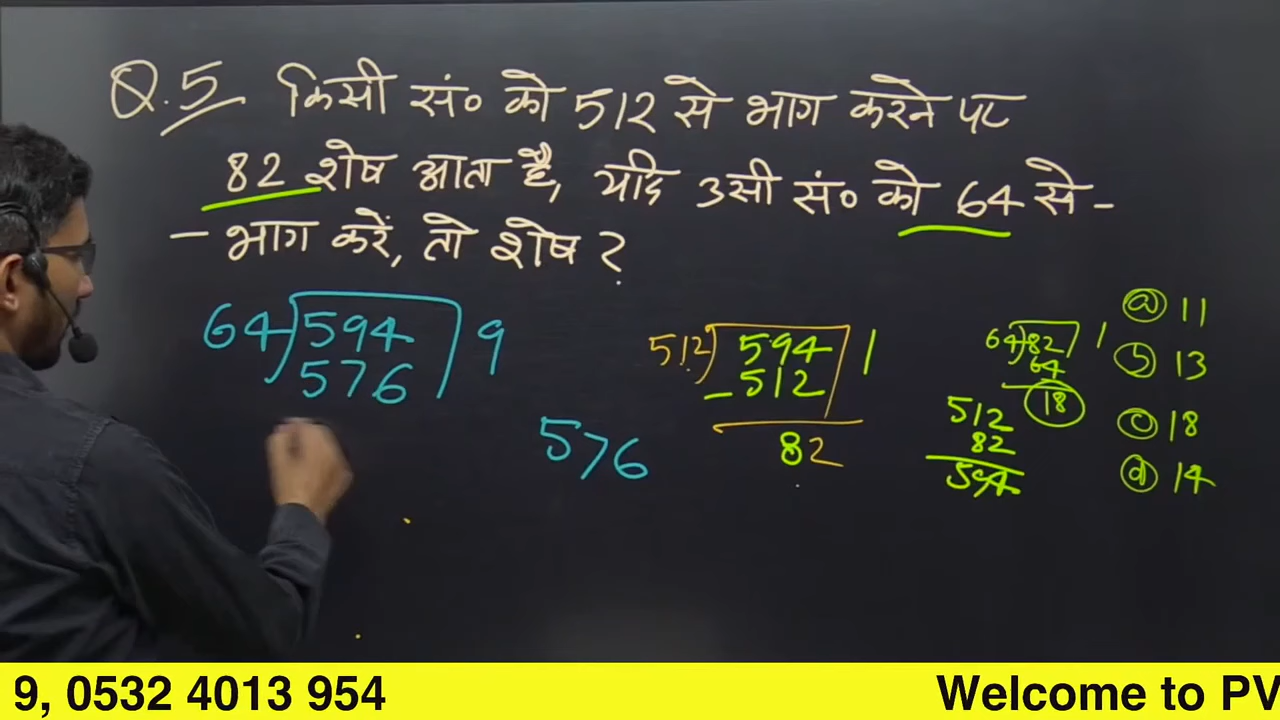 Q.5 किसी सं० को 512 से भाग करने पर
82 शेष आता है, यदि उसी सं० को 64 से -
- भाग करें, तो शेष ?
64) 594 ) 9
576
576
512) 594 ) 1
- 512
82
64) 82 ) 1
64
18
512
82
594
(a) 11
(b) 13
(c) 18
(d) 14
9, 0532 4013 954
Welcome to PV